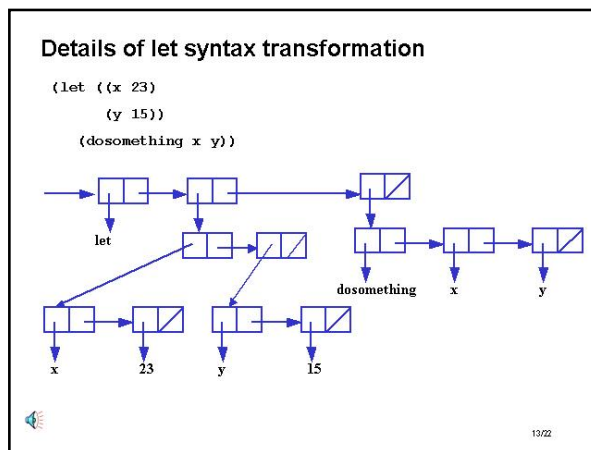 Details of let syntax transformation
(let ((x 23)
(y 15))
(dosomething x y))
let
dosomething x y
x 23 y 15
13/22